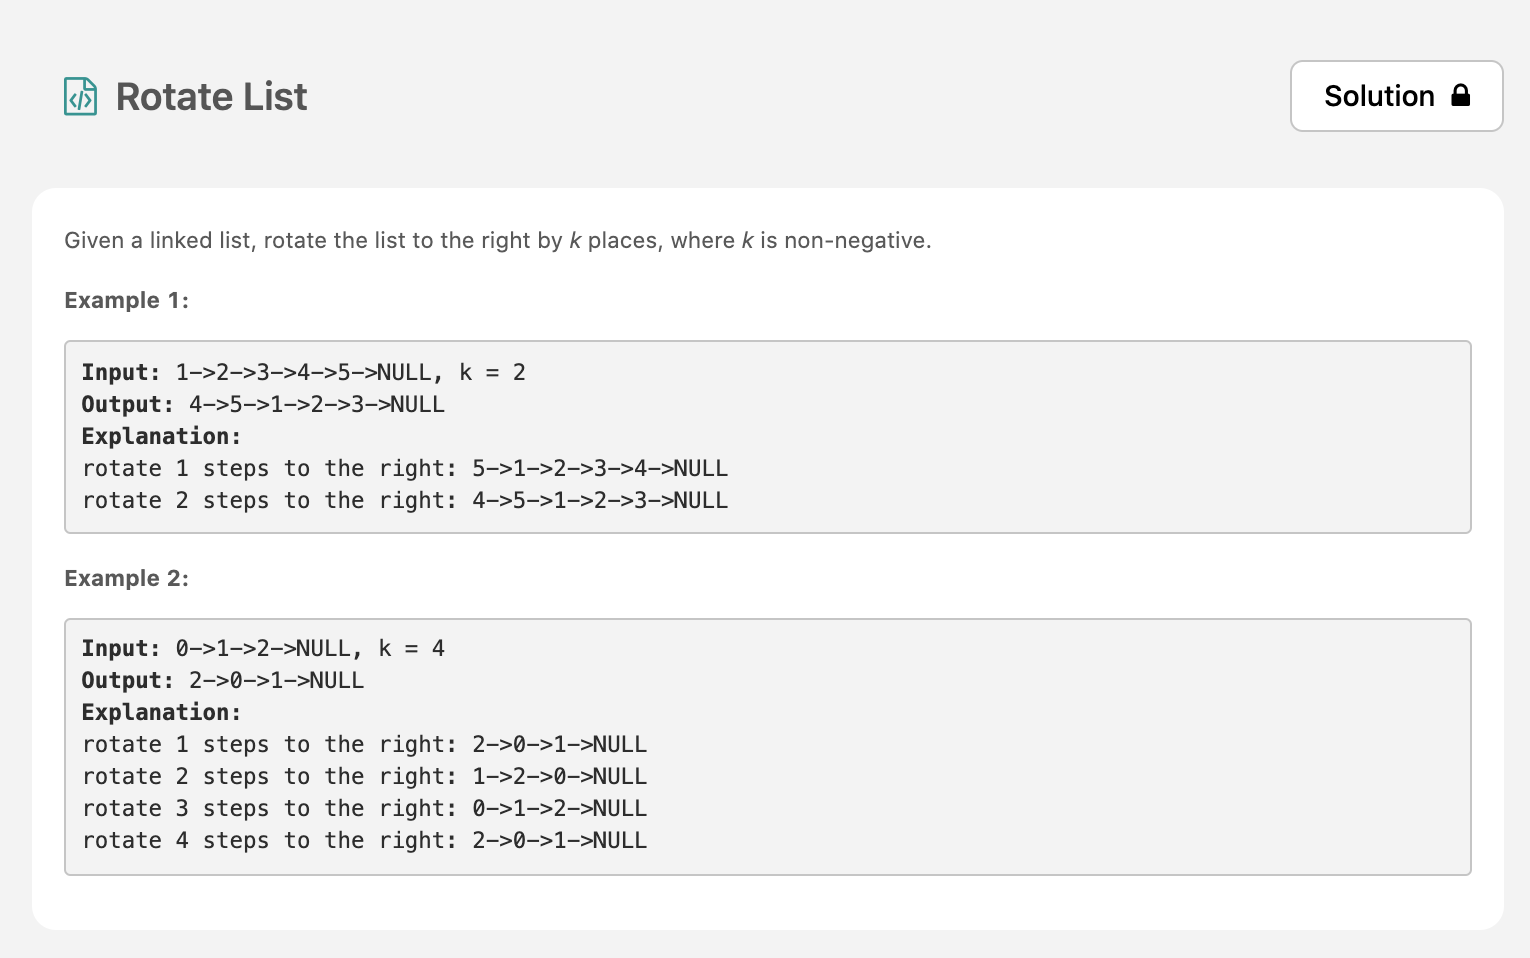 Rotate List
Solution
Given a linked list, rotate the list to the right by k places, where k is non-negative.
Example 1:
Input: 1->2->3->4->5->NULL, k = 2
Output: 4->5->1->2->3->NULL
Explanation:
rotate 1 steps to the right: 5->1->2->3->4->NULL
rotate 2 steps to the right: 4->5->1->2->3->NULL
Example 2:
Input: 0->1->2->NULL, k = 4
Output: 2->0->1->NULL
Explanation:
rotate 1 steps to the right: 2->0->1->NULL
rotate 2 steps to the right: 1->2->0->NULL
rotate 3 steps to the right: 0->1->2->NULL
rotate 4 steps to the right: 2->0->1->NULL